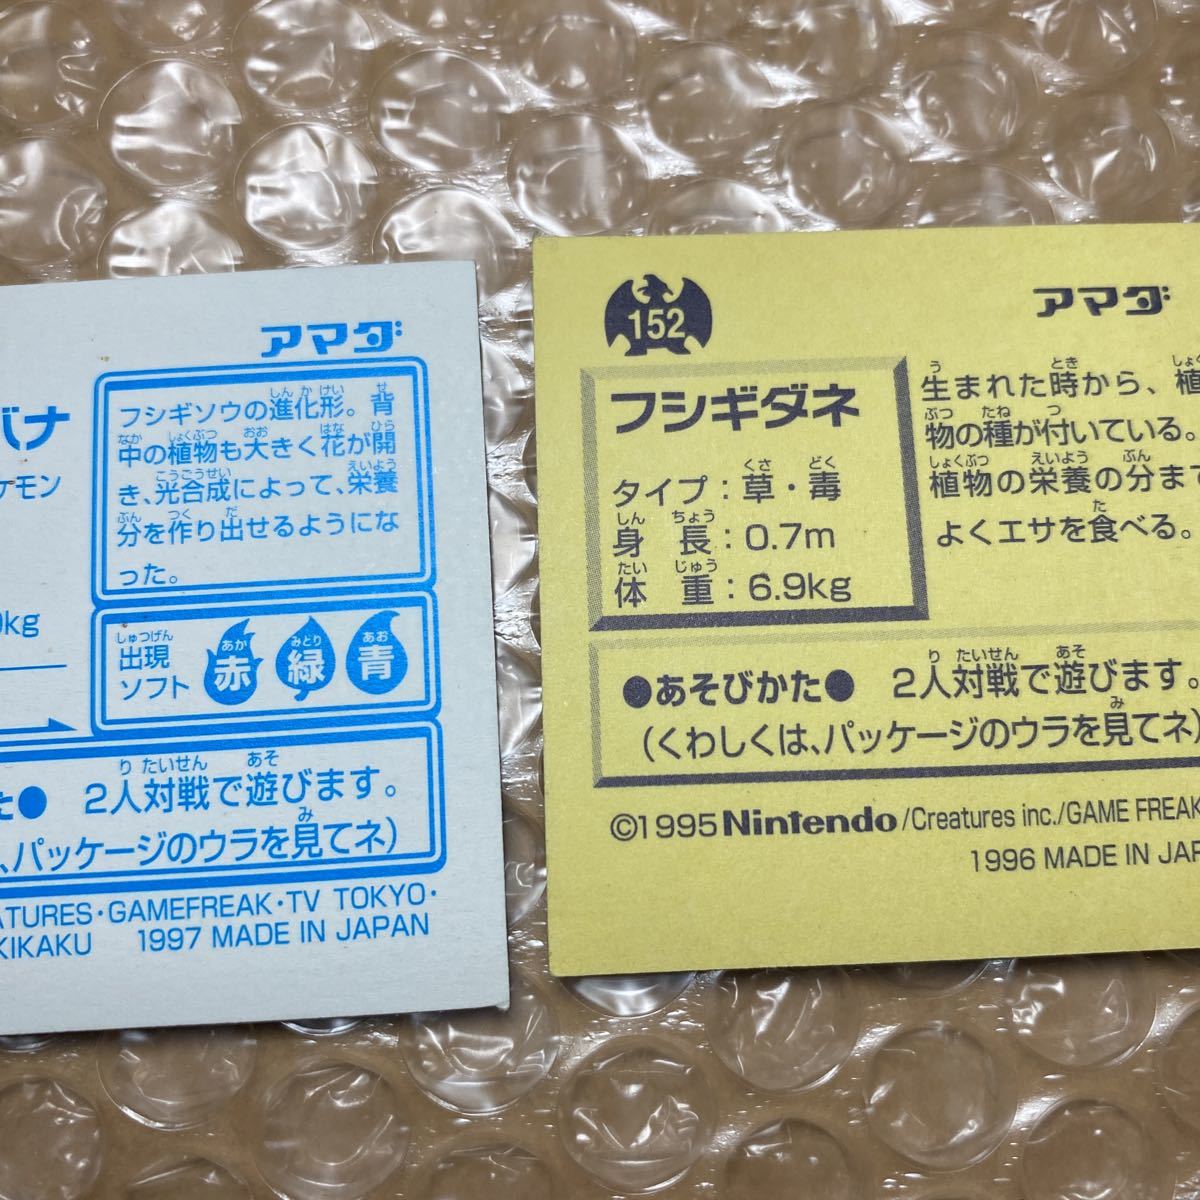 アマダ
バナ
フシギソウの進化形。背
中の植物も大きく花が開
き、光合成によって、栄養
分を作り出せるようにな
った。
kg
出現
ソフト
赤 緑 青
2人対戦で遊びます。
、パッケージのウラを見てネ)
ATURES・GAMEFREAK・TV TOKYO・
KIKAKU 1997 MADE IN JAPAN
152
アマダ
フシギダネ
タイプ:草・毒
身長:0.7m
体重:6.9kg
生まれた時から、植
物の種が付いている。
植物の栄養の分ま
よくエサを食べる。
●あそびかた● 2人対戦で遊びます。
(くわしくは、パッケージのウラを見てネ)
©1995 Nintendo/Creatures inc./GAME FREAK
1996 MADE IN JAP